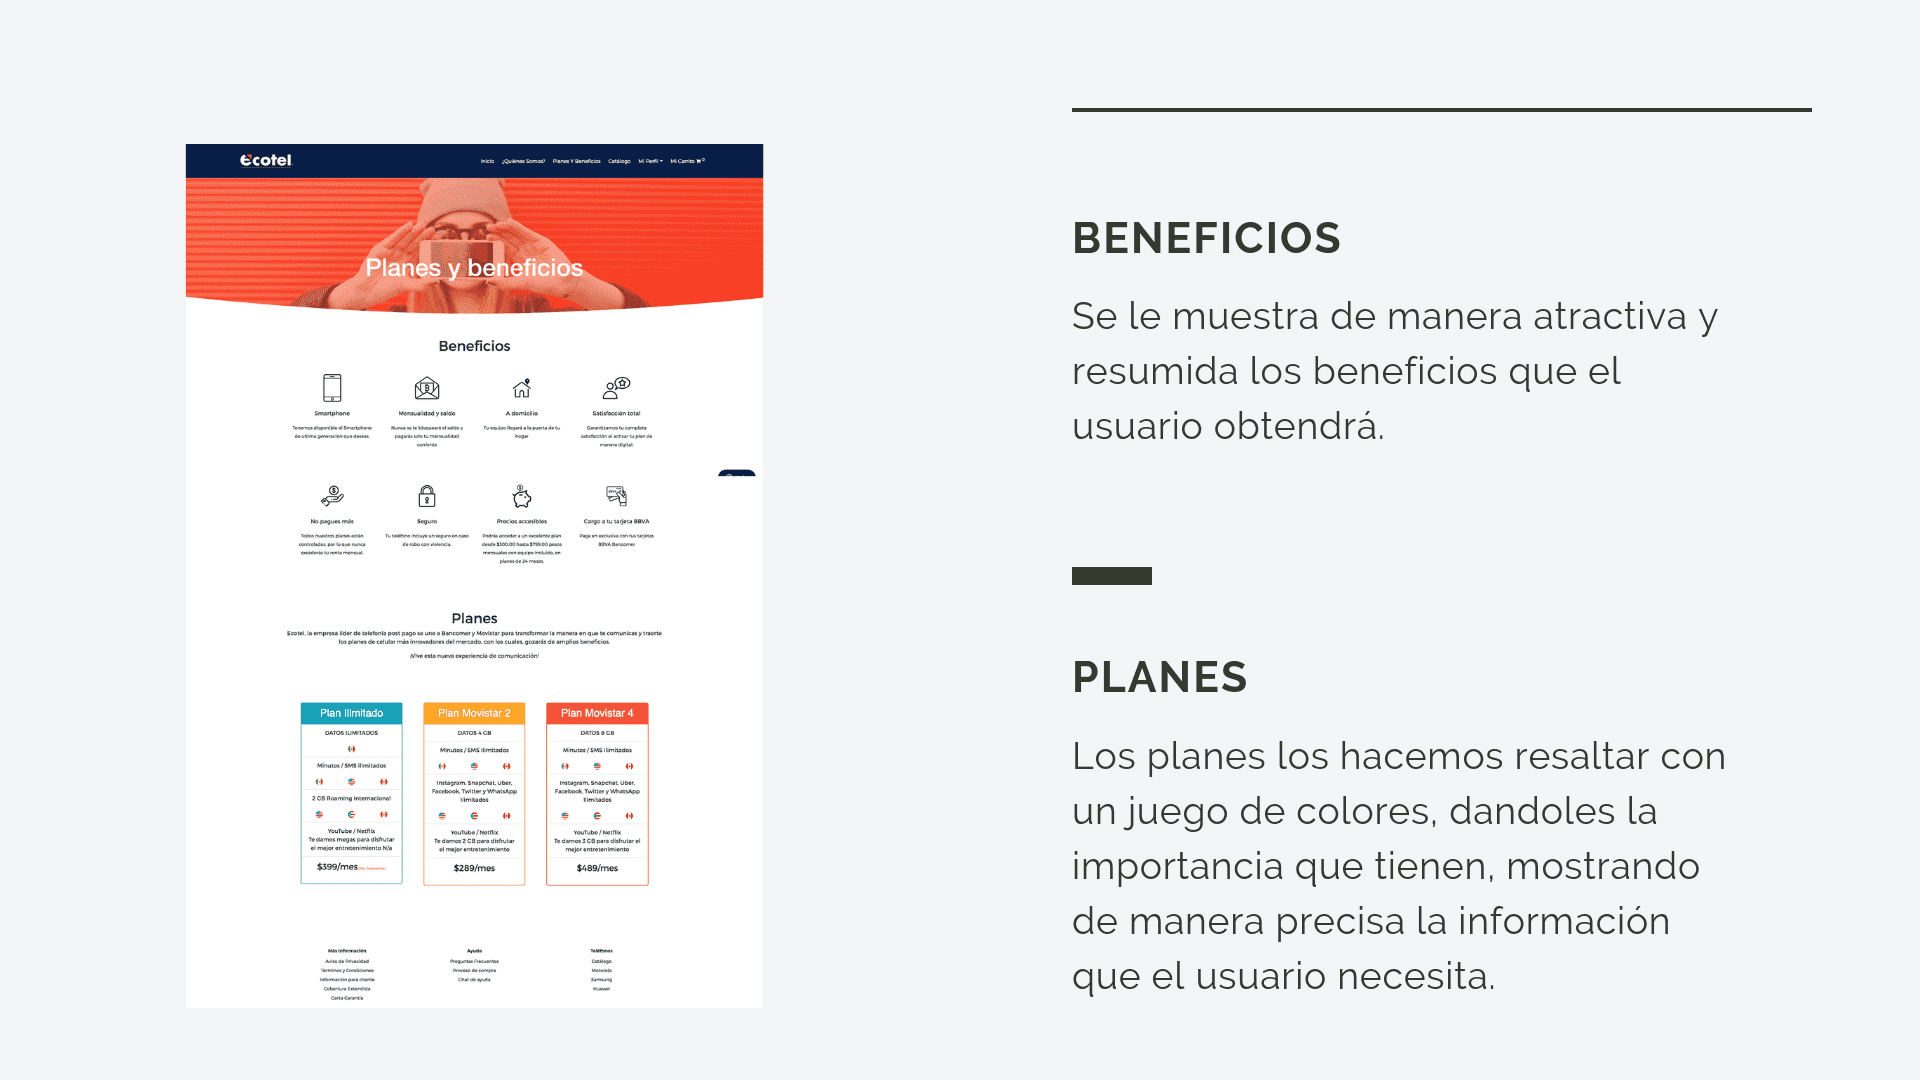 ecotel
Inicio ¿Quiénes Somos? Planes Y Beneficios Catálogo Mi Perfil Mi Carrito 0
Planes y beneficios
Beneficios
Smartphone
Tenemos disponible el Smartphone
de última generación que deseas.
Mensualidad y saldo
Nunca se te bloqueará el saldo y
pagarás solo tu mensualidad
corriente
A domicilio
Tu equipo llegará a la puerta de tu
hogar
Satisfacción total
Garantizamos tu completa
satisfacción al activar tu plan de
manera digital.
No pagues más
Todos nuestros planes están
controlados, por lo que nunca
excederás tu renta mensual.
Seguro
Tu teléfono incluye un seguro en caso
de robo con violencia.
Precios accesibles
Podrás acceder a un excelente plan
desde $300.00 hasta $799.00 pesos
mensuales con equipo incluido, en
planes de 24 meses.
Cargo a tu tarjeta BBVA
Paga en exclusiva con tus tarjetas
BBVA Bancomer
Planes
Ecotel, la empresa líder de telefonía post pago se une a Bancomer y Movistar para transformar la manera en que te comunicas y traerte
los planes de celular más innovadores del mercado, con los cuales, gozarás de amplios beneficios.
¡Vive esta nueva experiencia de comunicación!
Plan Ilimitado
DATOS ILIMITADOS
Minutos / SMS Ilimitados
2 GB Roaming Internacional
YouTube / Netflix
Te damos megas para disfrutar
el mejor entretenimiento N/a
$399/mes
Plan Movistar 2
DATOS 4 GB
Minutos / SMS Ilimitados
Instagram, Snapchat, Uber,
Facebook, Twitter y WhatsApp
Ilimitados
YouTube / Netflix
Te damos 2 GB para disfrutar
el mejor entretenimiento
$289/mes
Plan Movistar 4
DATOS 8 GB
Minutos / SMS Ilimitados
Instagram, Snapchat, Uber,
Facebook, Twitter y WhatsApp
Ilimitados
YouTube / Netflix
Te damos 3 GB para disfrutar el
mejor entretenimiento
$489/mes
Más Información
Aviso de Privacidad
Términos y Condiciones
Información para cliente
Cobertura Extendida
Carta Garantía
Ayuda
Preguntas Frecuentes
Proceso de compra
Chat de ayuda
Teléfonos
Catálogo
Motorola
Samsung
Huawei
BENEFICIOS
Se le muestra de manera atractiva y
resumida los beneficios que el
usuario obtendrá.
PLANES
Los planes los hacemos resaltar con
un juego de colores, dandoles la
importancia que tienen, mostrando
de manera precisa la información
que el usuario necesita.